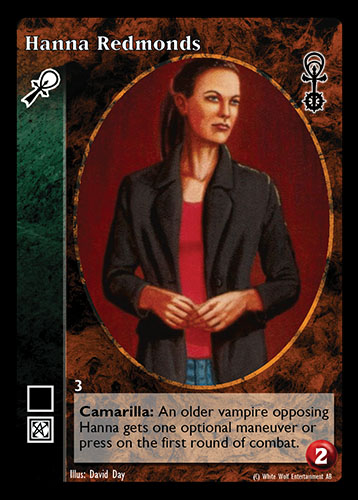 Hanna Redmonds
3
Camarilla: An older vampire opposing
Hanna gets one optional maneuver or
press on the first round of combat.
2
Illus: David Day
(C) White Wolf Entertainment AB